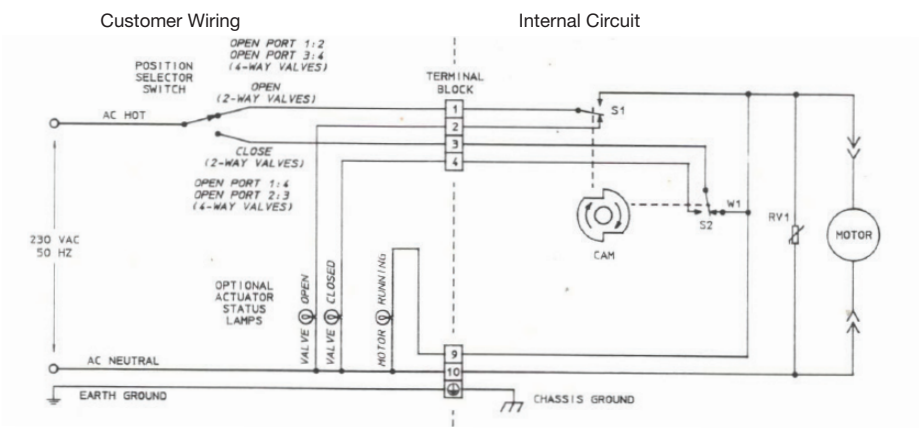 Customer Wiring
Internal Circuit
OPEN PORT 1:2
OPEN PORT 3:4
(4-WAY VALVES)
POSITION
SELECTOR
SWITCH
OPEN
(2-WAY VALVES)
TERMINAL
BLOCK
AC HOT
1
2
3
4
S1
CLOSE
(2-WAY VALVES)
OPEN PORT 1:4
OPEN PORT 2:3
(4-WAY VALVES)
W1
S2
RV1
MOTOR
CAM
230 VAC
50 HZ
OPTIONAL
ACTUATOR
STATUS
LAMPS
VALVE OPEN
VALVE CLOSED
MOTOR RUNNING
9
AC NEUTRAL
10
EARTH GROUND
CHASSIS GROUND